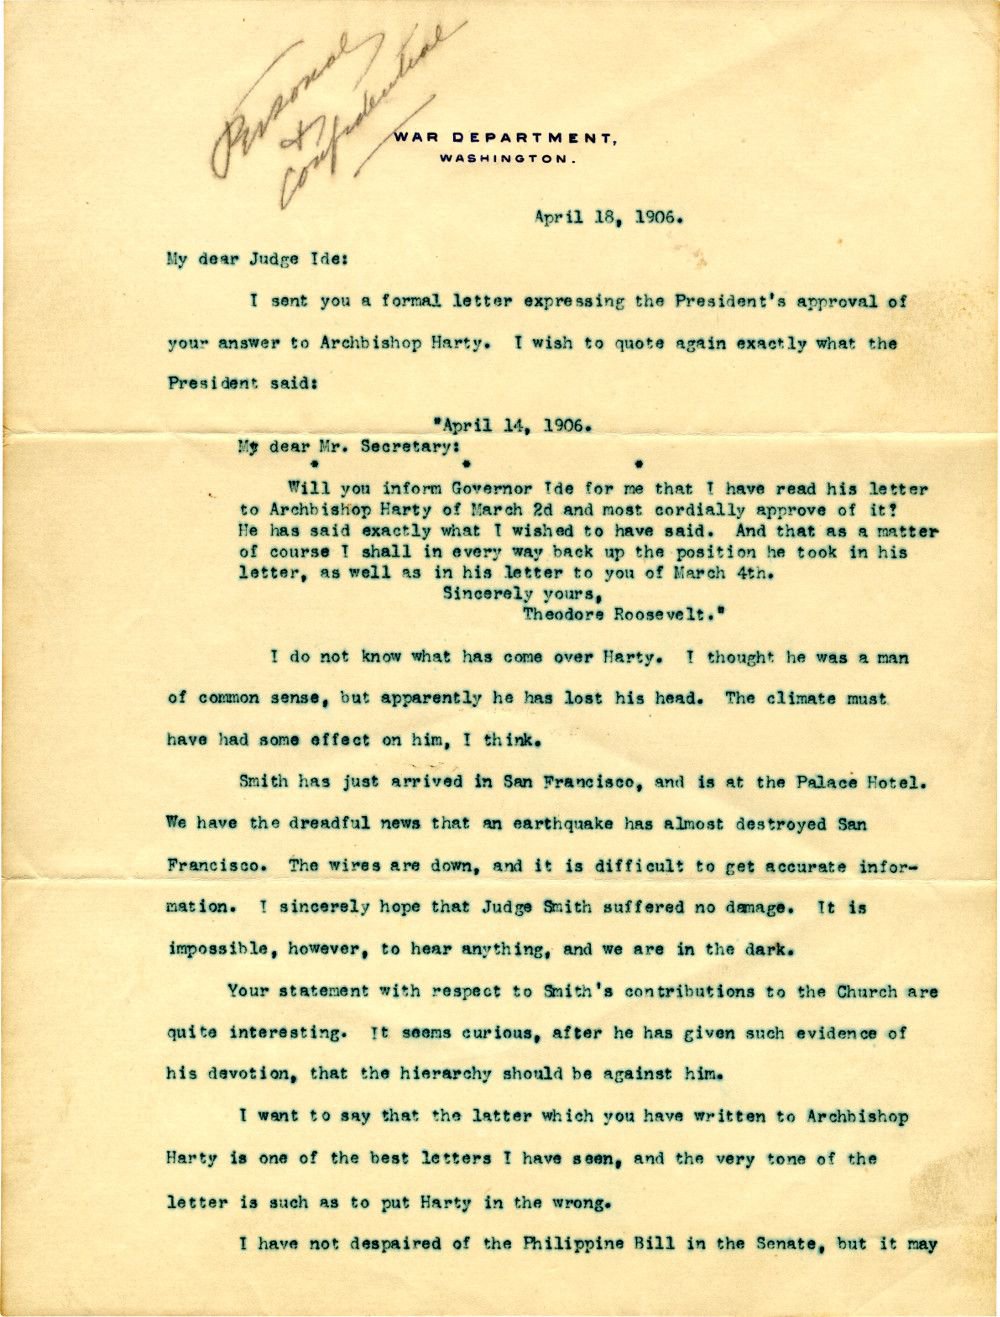 Personal
&
Confidential
WAR DEPARTMENT,
WASHINGTON.
April 18, 1906.
My dear Judge Ide:
I sent you a formal letter expressing the President's approval of
your answer to Archbishop Harty. I wish to quote again exactly what the
President said:
"April 14, 1906.
My dear Mr. Secretary:
* * *
Will you inform Governor Ide for me that I have read his letter
to Archbishop Harty of March 2d and most cordially approve of it?
He has said exactly what I wished to have said. And that as a matter
of course I shall in every way back up the position he took in his
letter, as well as in his letter to you of March 4th.
Sincerely yours,
Theodore Roosevelt."
I do not know what has come over Harty. I thought he was a man
of common sense, but apparently he has lost his head. The climate must
have had some effect on him, I think.
Smith has just arrived in San Francisco, and is at the Palace Hotel.
We have the dreadful news that an earthquake has almost destroyed San
Francisco. The wires are down, and it is difficult to get accurate infor-
mation. I sincerely hope that Judge Smith suffered no damage. It is
impossible, however, to hear anything, and we are in the dark.
Your statement with respect to Smith's contributions to the Church are
quite interesting. It seems curious, after he has given such evidence of
his devotion, that the hierarchy should be against him.
I want to say that the latter which you have written to Archbishop
Harty is one of the best letters I have seen, and the very tone of the
letter is such as to put Harty in the wrong.
I have not despaired of the Philippine Bill in the Senate, but it may